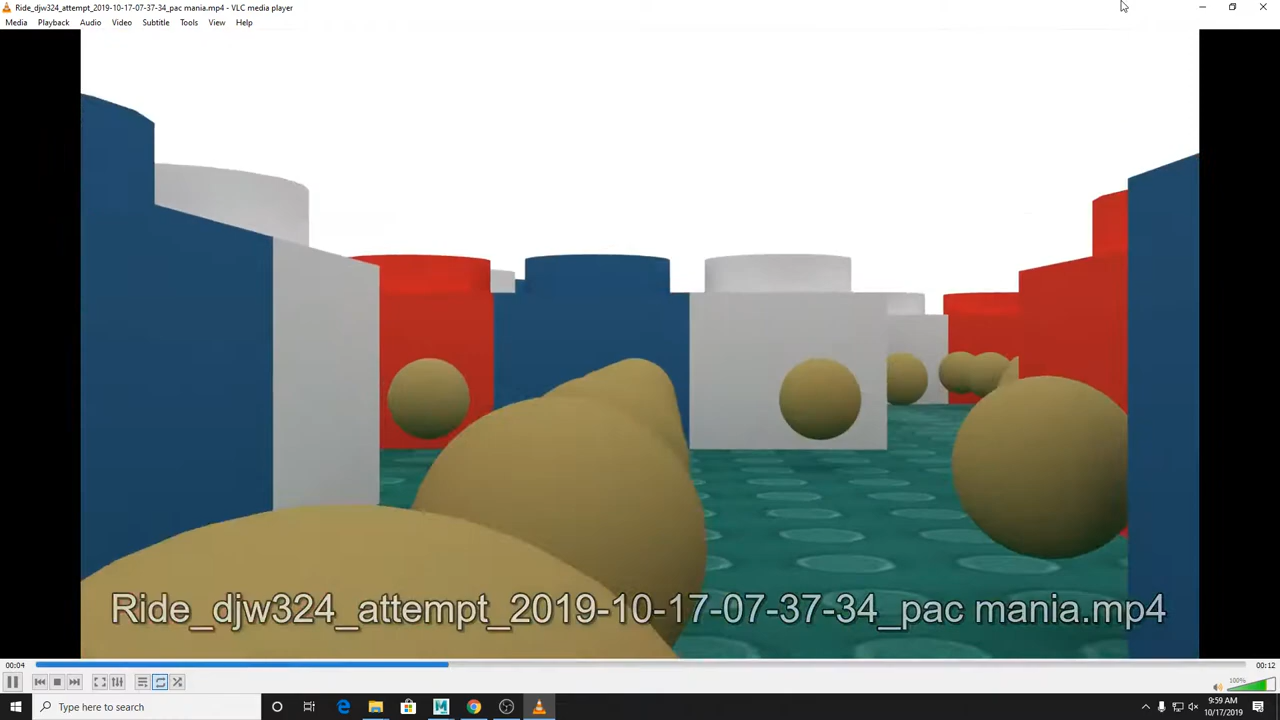 Ride_djw324_attempt_2019-10-17-07-37-34_pac mania.mp4 - VLC media player
Media Playback Audio Video Subtitle Tools View Help
Ride_djw324_attempt_2019-10-17-07-37-34_pac mania.mp4
00:04 00:12
100%
Type here to search
9:59 AM
10/17/2019